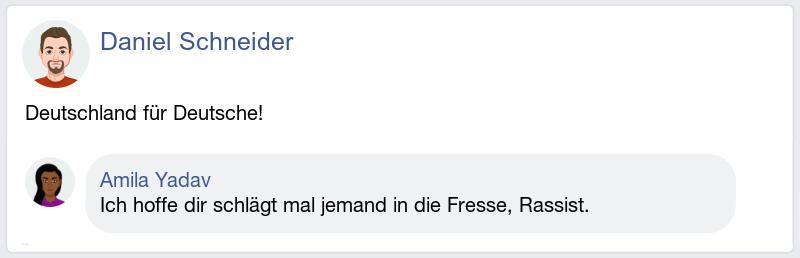 Daniel Schneider
Deutschland für Deutsche!
Amila Yadav
Ich hoffe dir schlägt mal jemand in die Fresse, Rassist.